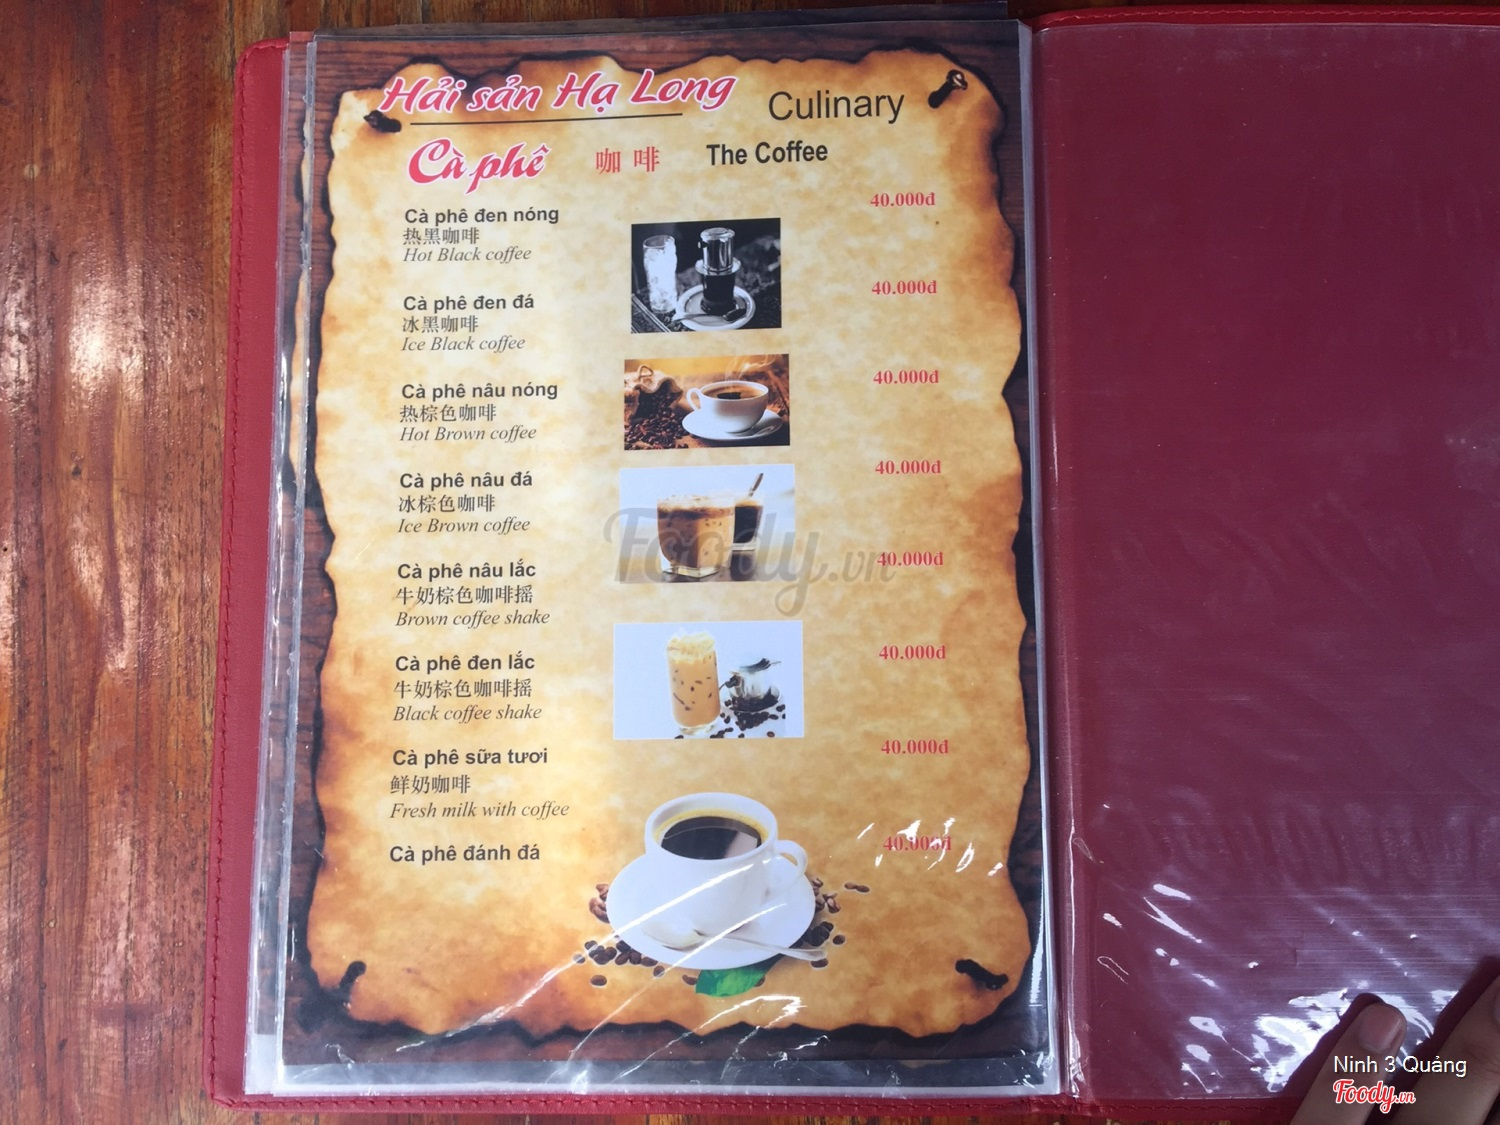 Hải sản Hạ Long Culinary
Cà phê 咖啡 The Coffee
Cà phê đen nóng 40.000đ
热黑咖啡
Hot Black coffee
Cà phê đen đá 40.000đ
冰黑咖啡
Ice Black coffee
Cà phê nâu nóng 40.000đ
热棕色咖啡
Hot Brown coffee
Cà phê nâu đá 40.000đ
冰棕色咖啡
Ice Brown coffee
Cà phê nâu lắc 40.000đ
牛奶棕色咖啡摇
Brown coffee shake
Cà phê đen lắc 40.000đ
牛奶棕色咖啡摇
Black coffee shake
Cà phê sữa tươi 40.000đ
鲜奶咖啡
Fresh milk with coffee
Cà phê đánh đá 40.000đ
Foody.vn
Ninh 3 Quảng
Foody.vn